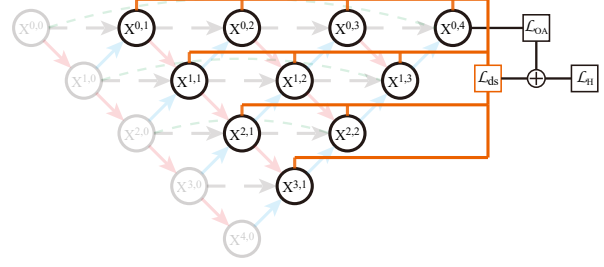 X0,0 X0,1 X0,2 X0,3 X0,4 ℒOA
X1,0 X1,1 X1,2 X1,3 ℒds ℒH
X2,0 X2,1 X2,2
X3,0 X3,1
X4,0